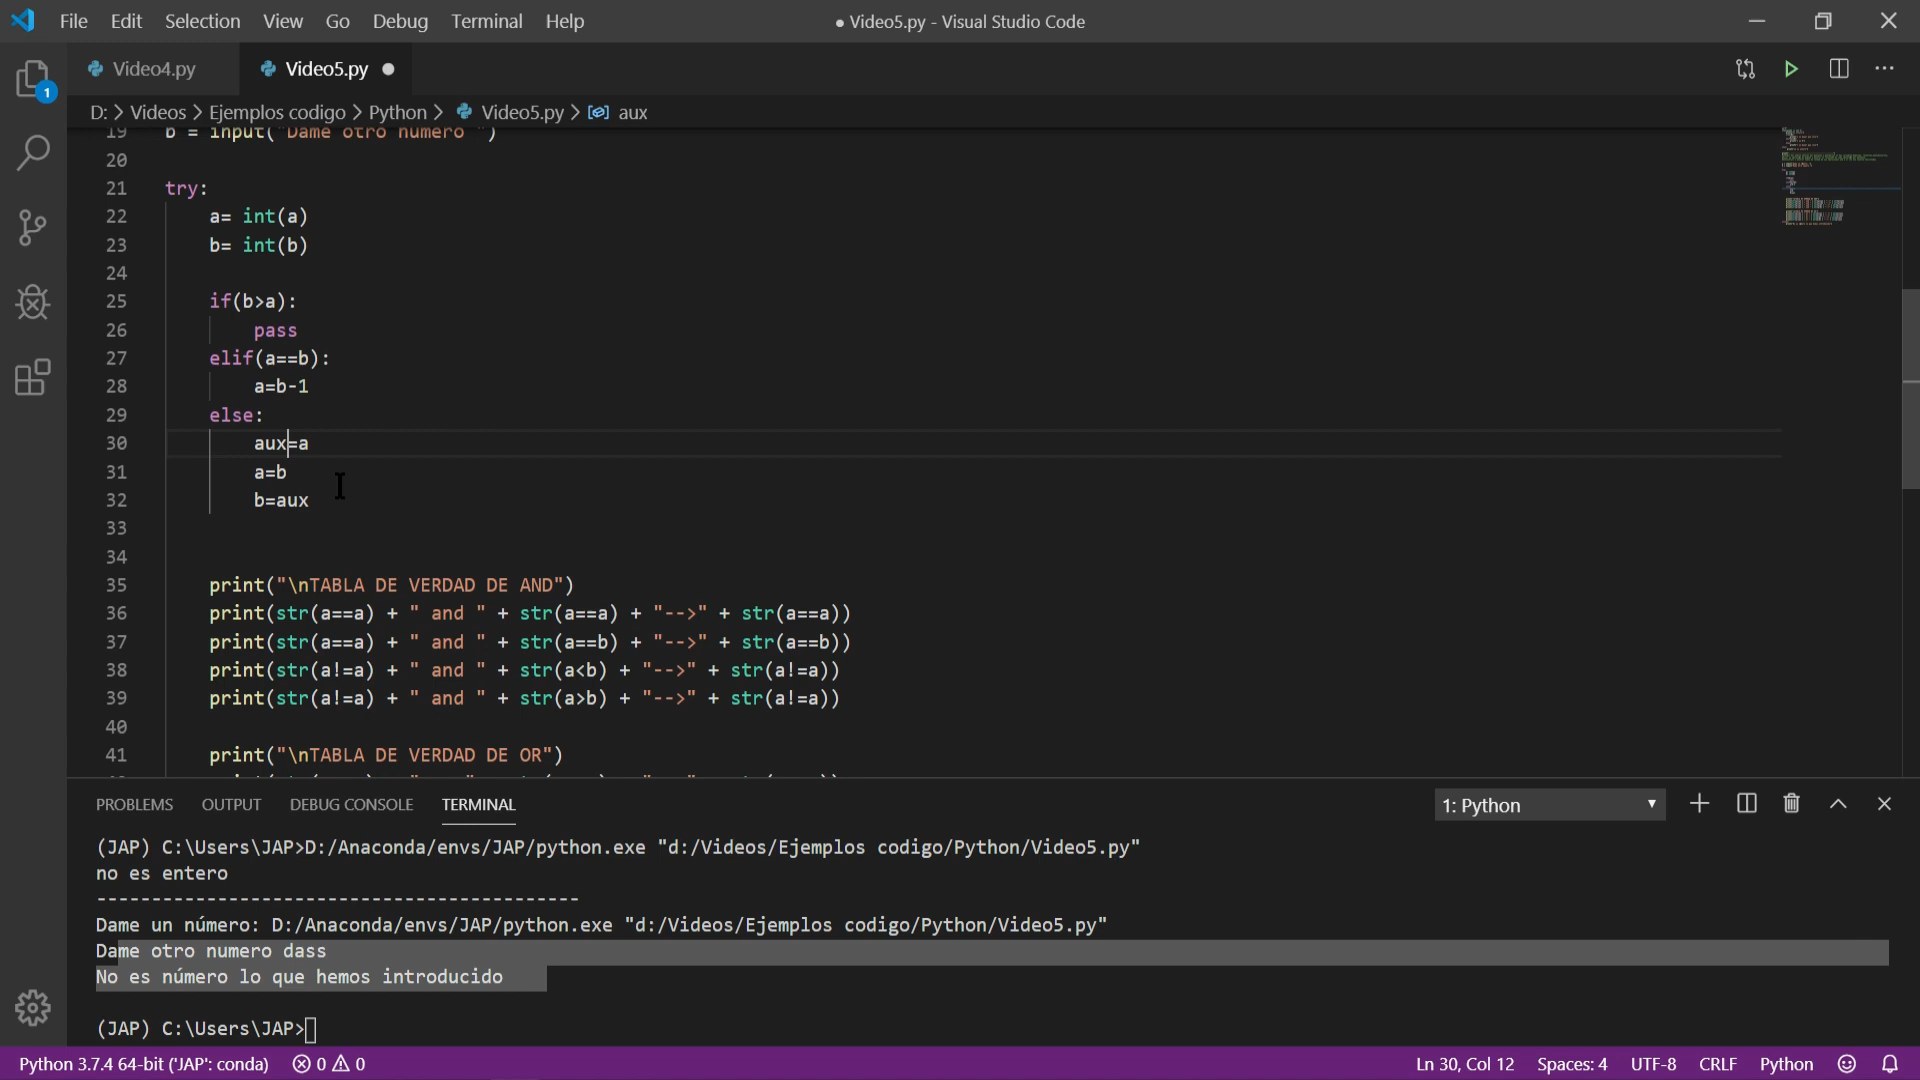 File Edit Selection View Go Debug Terminal Help
● Video5.py - Visual Studio Code
Video4.py
Video5.py ●
D: > Videos > Ejemplos codigo > Python > Video5.py > aux
1
19 b = input("Dame otro numero ")
20
21 try:
22 a= int(a)
23 b= int(b)
24
25 if(b>a):
26 pass
27 elif(a==b):
28 a=b-1
29 else:
30 aux=a
31 a=b
32 b=aux
33
34
35 print("\nTABLA DE VERDAD DE AND")
36 print(str(a==a) + " and " + str(a==a) + "-->" + str(a==a))
37 print(str(a==a) + " and " + str(a==b) + "-->" + str(a==b))
38 print(str(a!=a) + " and " + str(a<b) + "-->" + str(a!=a))
39 print(str(a!=a) + " and " + str(a>b) + "-->" + str(a!=a))
40
41 print("\nTABLA DE VERDAD DE OR")
PROBLEMS OUTPUT DEBUG CONSOLE TERMINAL
1: Python
(JAP) C:\Users\JAP>D:/Anaconda/envs/JAP/python.exe "d:/Videos/Ejemplos codigo/Python/Video5.py"
no es entero
--------------------------------------------
Dame un número: D:/Anaconda/envs/JAP/python.exe "d:/Videos/Ejemplos codigo/Python/Video5.py"
Dame otro numero dass
No es número lo que hemos introducido
(JAP) C:\Users\JAP>
Python 3.7.4 64-bit ('JAP': conda) 0 0
Ln 30, Col 12 Spaces: 4 UTF-8 CRLF Python